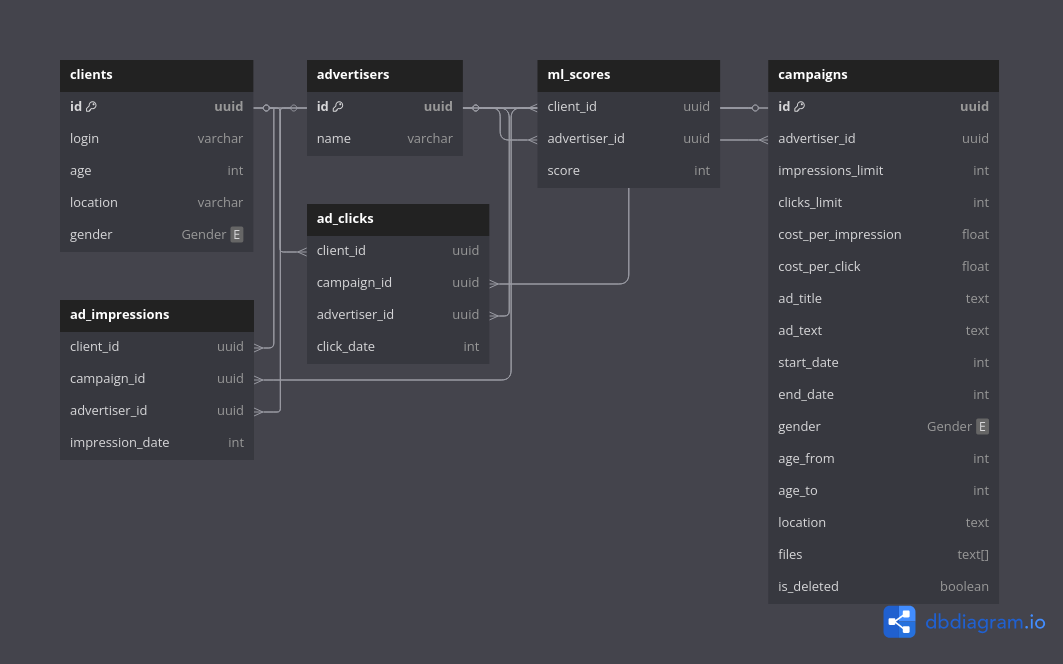 clients
id uuid
login varchar
age int
location varchar
gender Gender E
advertisers
id uuid
name varchar
ml_scores
client_id uuid
advertiser_id uuid
score int
campaigns
id uuid
advertiser_id uuid
impressions_limit int
clicks_limit int
cost_per_impression float
cost_per_click float
ad_title text
ad_text text
start_date int
end_date int
gender Gender E
age_from int
age_to int
location text
files text[]
is_deleted boolean
ad_clicks
client_id uuid
campaign_id uuid
advertiser_id uuid
click_date int
ad_impressions
client_id uuid
campaign_id uuid
advertiser_id uuid
impression_date int
dbdiagram.io